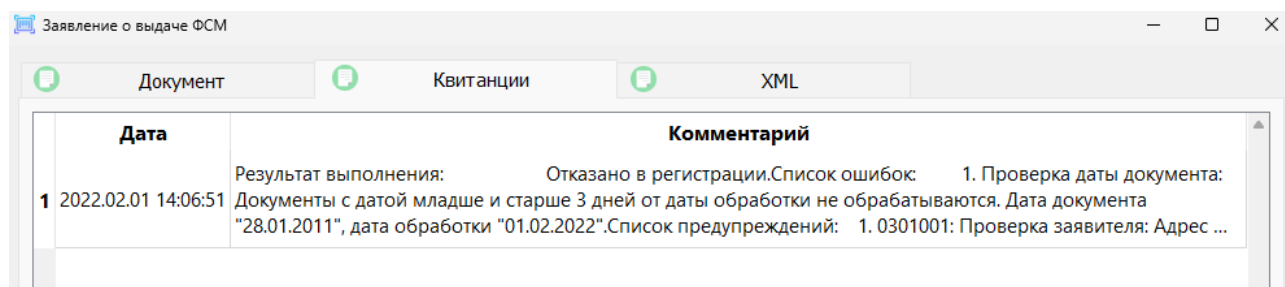 Заявление о выдаче ФСМ
Документ
Квитанции
XML
Дата
Комментарий
1
2022.02.01 14:06:51
Результат выполнения: Отказано в регистрации.Список ошибок: 1. Проверка даты документа:
Документы с датой младше и старше 3 дней от даты обработки не обрабатываются. Дата документа
"28.01.2011", дата обработки "01.02.2022".Список предупреждений: 1. 0301001: Проверка заявителя: Адрес ...